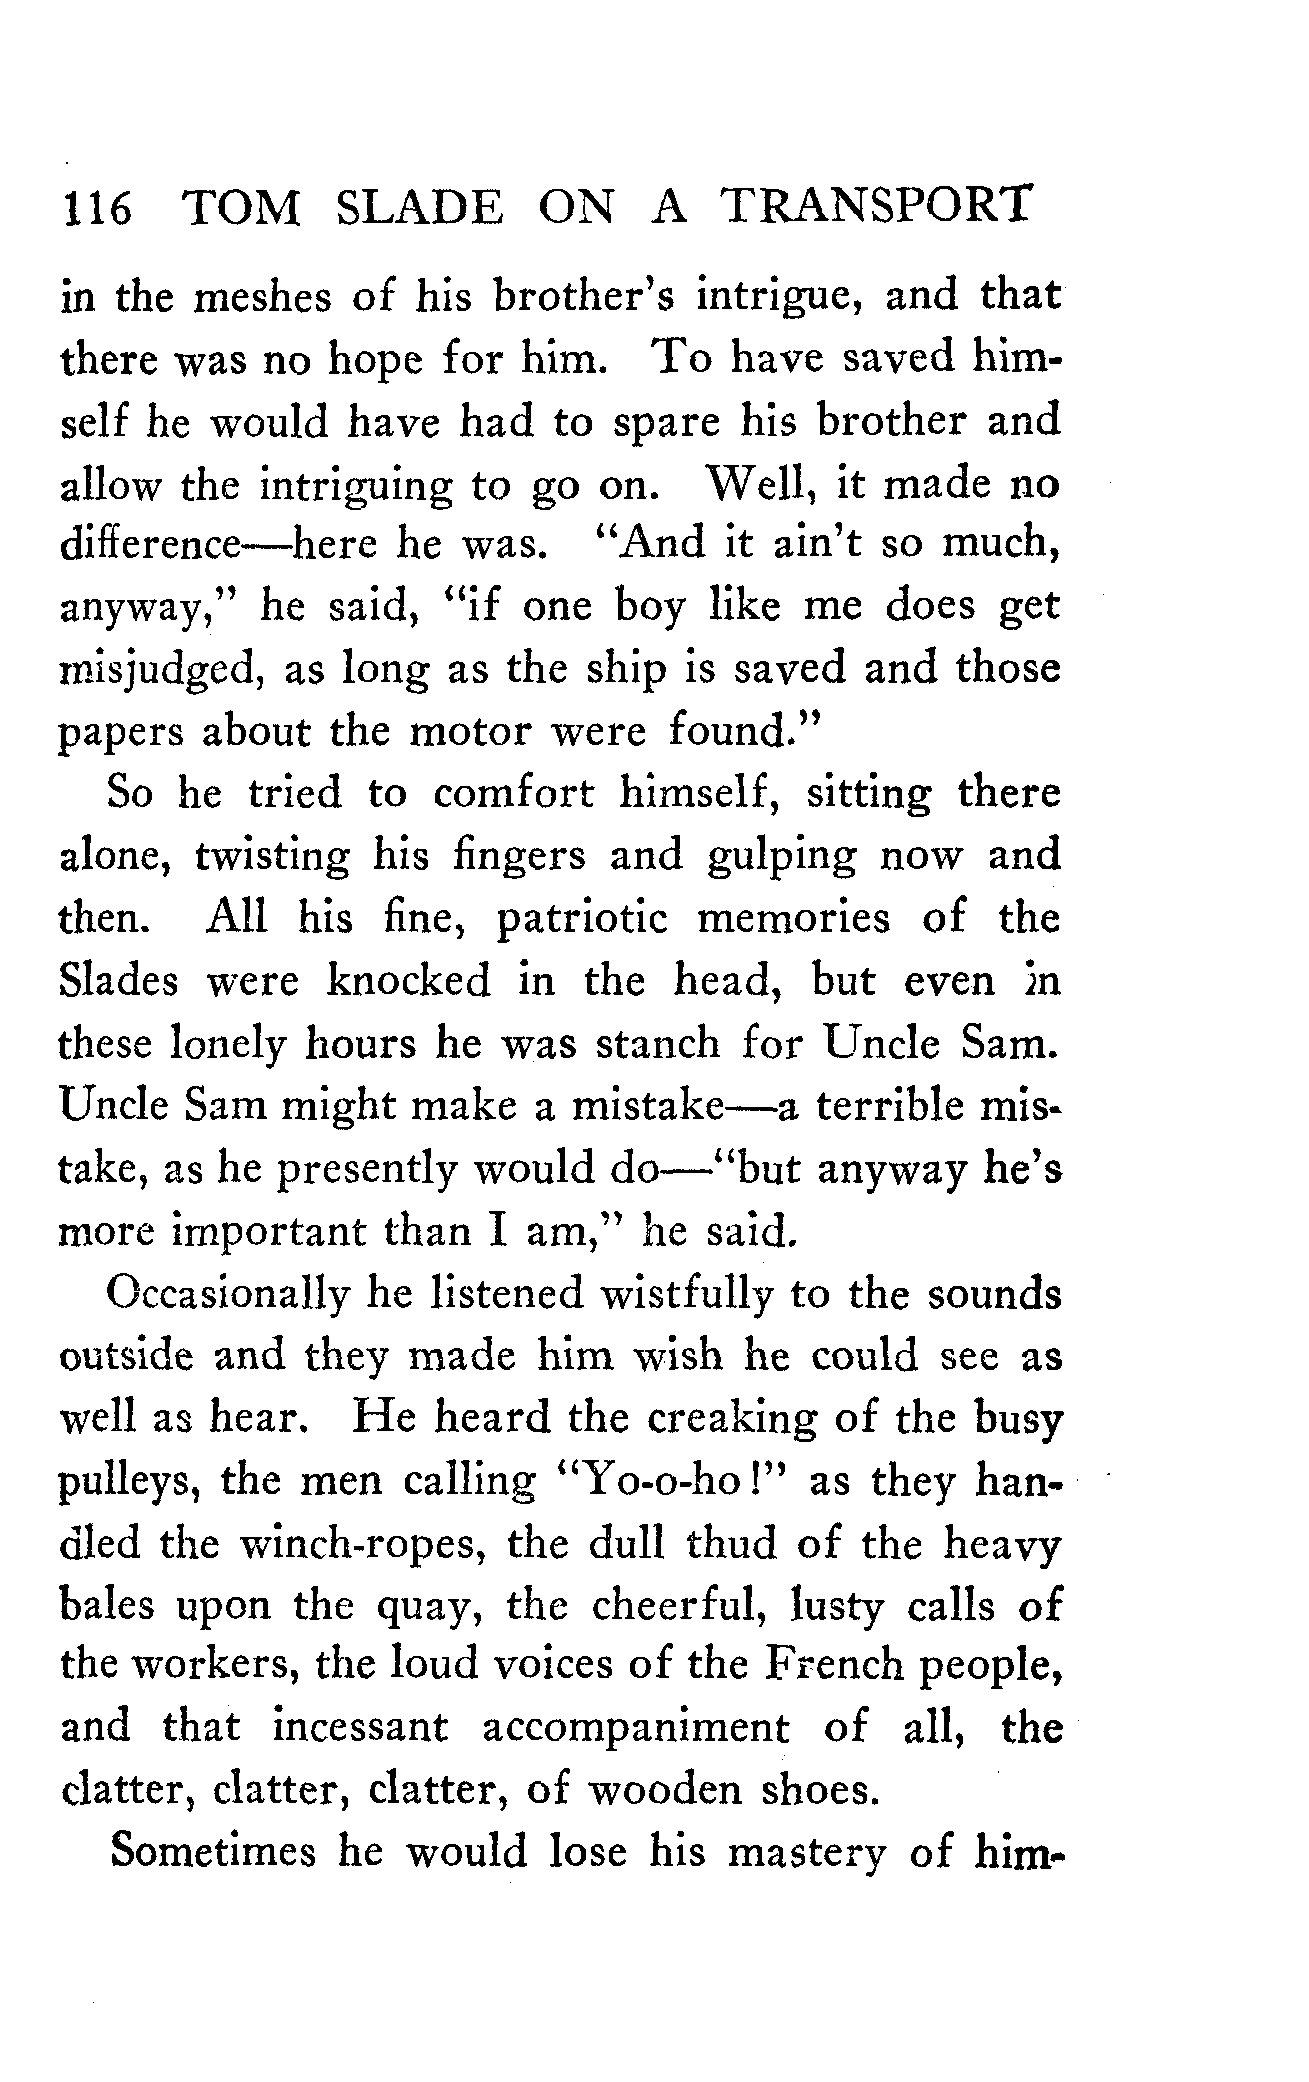 116 TOM SLADE ON A TRANSPORT
in the meshes of his brother's intrigue, and that
there was no hope for him. To have saved him-
self he would have had to spare his brother and
allow the intriguing to go on. Well, it made no
difference—here he was. "And it ain't so much,
anyway," he said, "if one boy like me does get
misjudged, as long as the ship is saved and those
papers about the motor were found."
So he tried to comfort himself, sitting there
alone, twisting his fingers and gulping now and
then. All his fine, patriotic memories of the
Slades were knocked in the head, but even in
these lonely hours he was stanch for Uncle Sam.
Uncle Sam might make a mistake—a terrible mis-
take, as he presently would do—"but anyway he's
more important than I am," he said.
Occasionally he listened wistfully to the sounds
outside and they made him wish he could see as
well as hear. He heard the creaking of the busy
pulleys, the men calling "Yo-o-ho!" as they han-
dled the winch-ropes, the dull thud of the heavy
bales upon the quay, the cheerful, lusty calls of
the workers, the loud voices of the French people,
and that incessant accompaniment of all, the
clatter, clatter, clatter, of wooden shoes.
Sometimes he would lose his mastery of him-